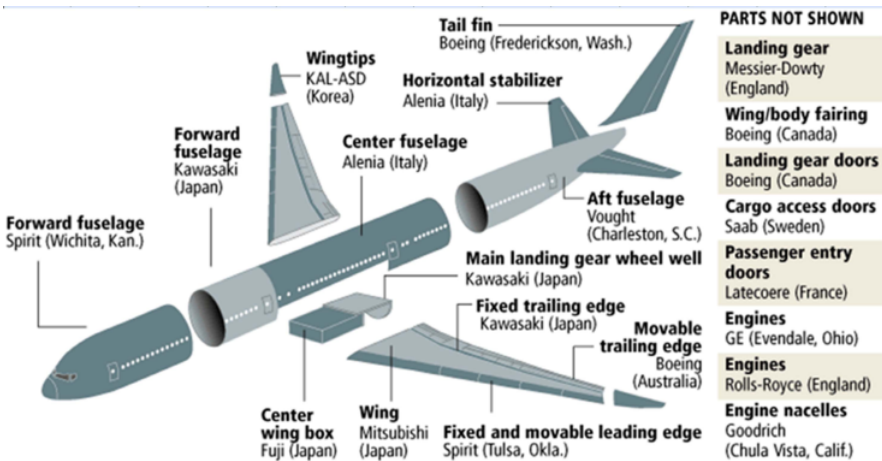 Tail fin
Boeing (Frederickson, Wash.)
Wingtips
KAL-ASD
(Korea)
Horizontal stabilizer
Alenia (Italy)
Forward
fuselage
Kawasaki
(Japan)
Center fuselage
Alenia (Italy)
Forward fuselage
Spirit (Wichita, Kan.)
Aft fuselage
Vought
(Charleston, S.C.)
Main landing gear wheel well
Kawasaki (Japan)
Fixed trailing edge
Kawasaki (Japan)
Movable
trailing edge
Boeing
(Australia)
Center
wing box
Fuji (Japan)
Wing
Mitsubishi
(Japan)
Fixed and movable leading edge
Spirit (Tulsa, Okla.)
PARTS NOT SHOWN
Landing gear
Messier-Dowty
(England)
Wing/body fairing
Boeing (Canada)
Landing gear doors
Boeing (Canada)
Cargo access doors
Saab (Sweden)
Passenger entry
doors
Latecoere (France)
Engines
GE (Evendale, Ohio)
Engines
Rolls-Royce (England)
Engine nacelles
Goodrich
(Chula Vista, Calif.)